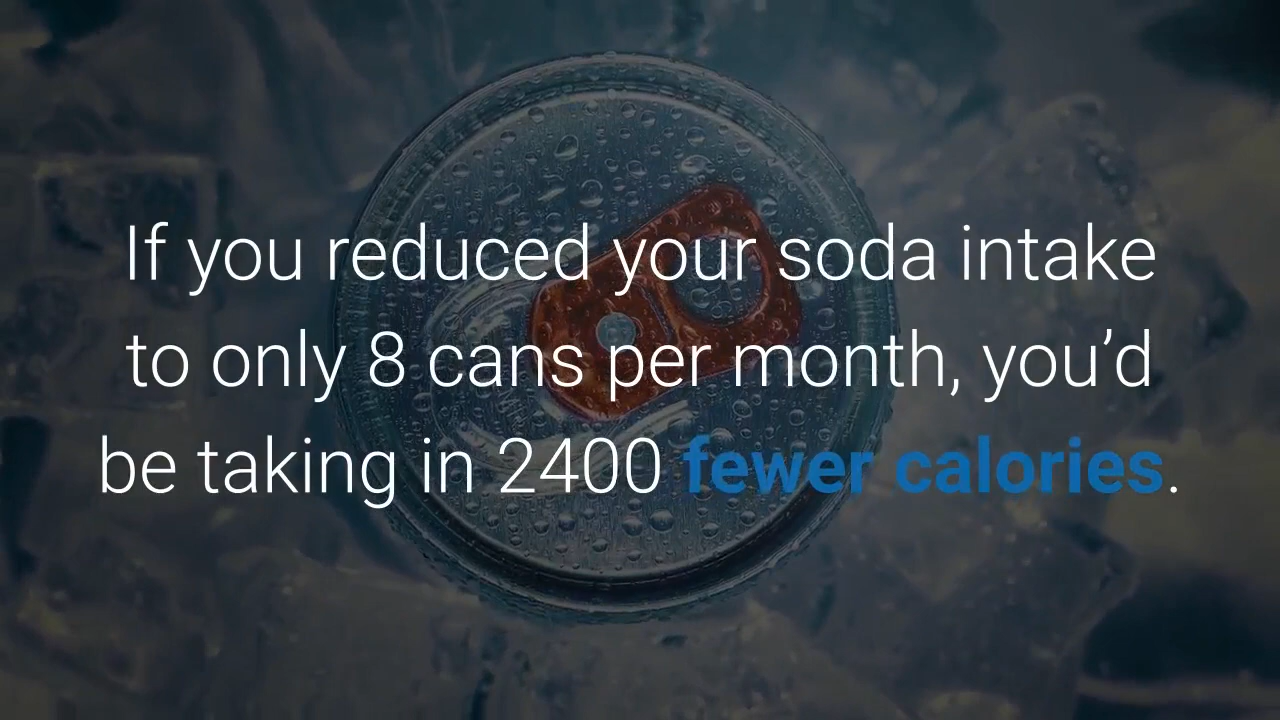 If you reduced your soda intake
to only 8 cans per month, you’d
be taking in 2400 fewer calories.